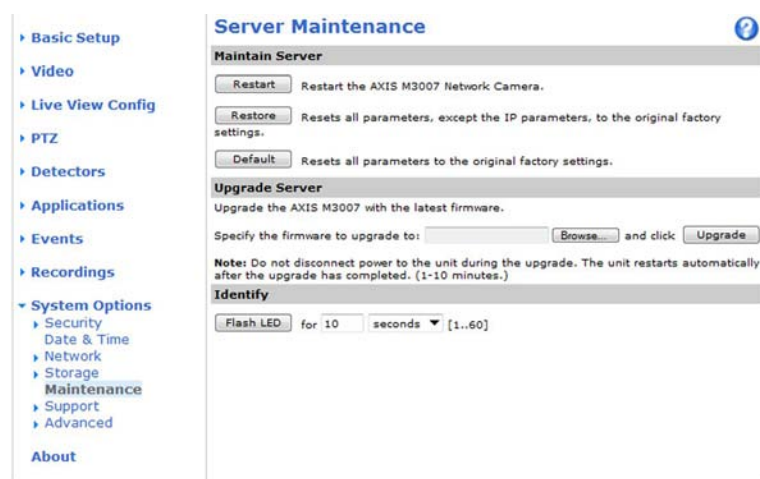 Basic Setup
Video
Live View Config
PTZ
Detectors
Applications
Events
Recordings
System Options
Security
Date & Time
Network
Storage
Maintenance
Support
Advanced
About
Server Maintenance
?
Maintain Server
Restart Restart the AXIS M3007 Network Camera.
Restore Resets all parameters, except the IP parameters, to the original factory
settings.
Default Resets all parameters to the original factory settings.
Upgrade Server
Upgrade the AXIS M3007 with the latest firmware.
Specify the firmware to upgrade to: Browse... and click Upgrade
Note: Do not disconnect power to the unit during the upgrade. The unit restarts automatically
after the upgrade has completed. (1-10 minutes.)
Identify
Flash LED for 10 seconds [1..60]